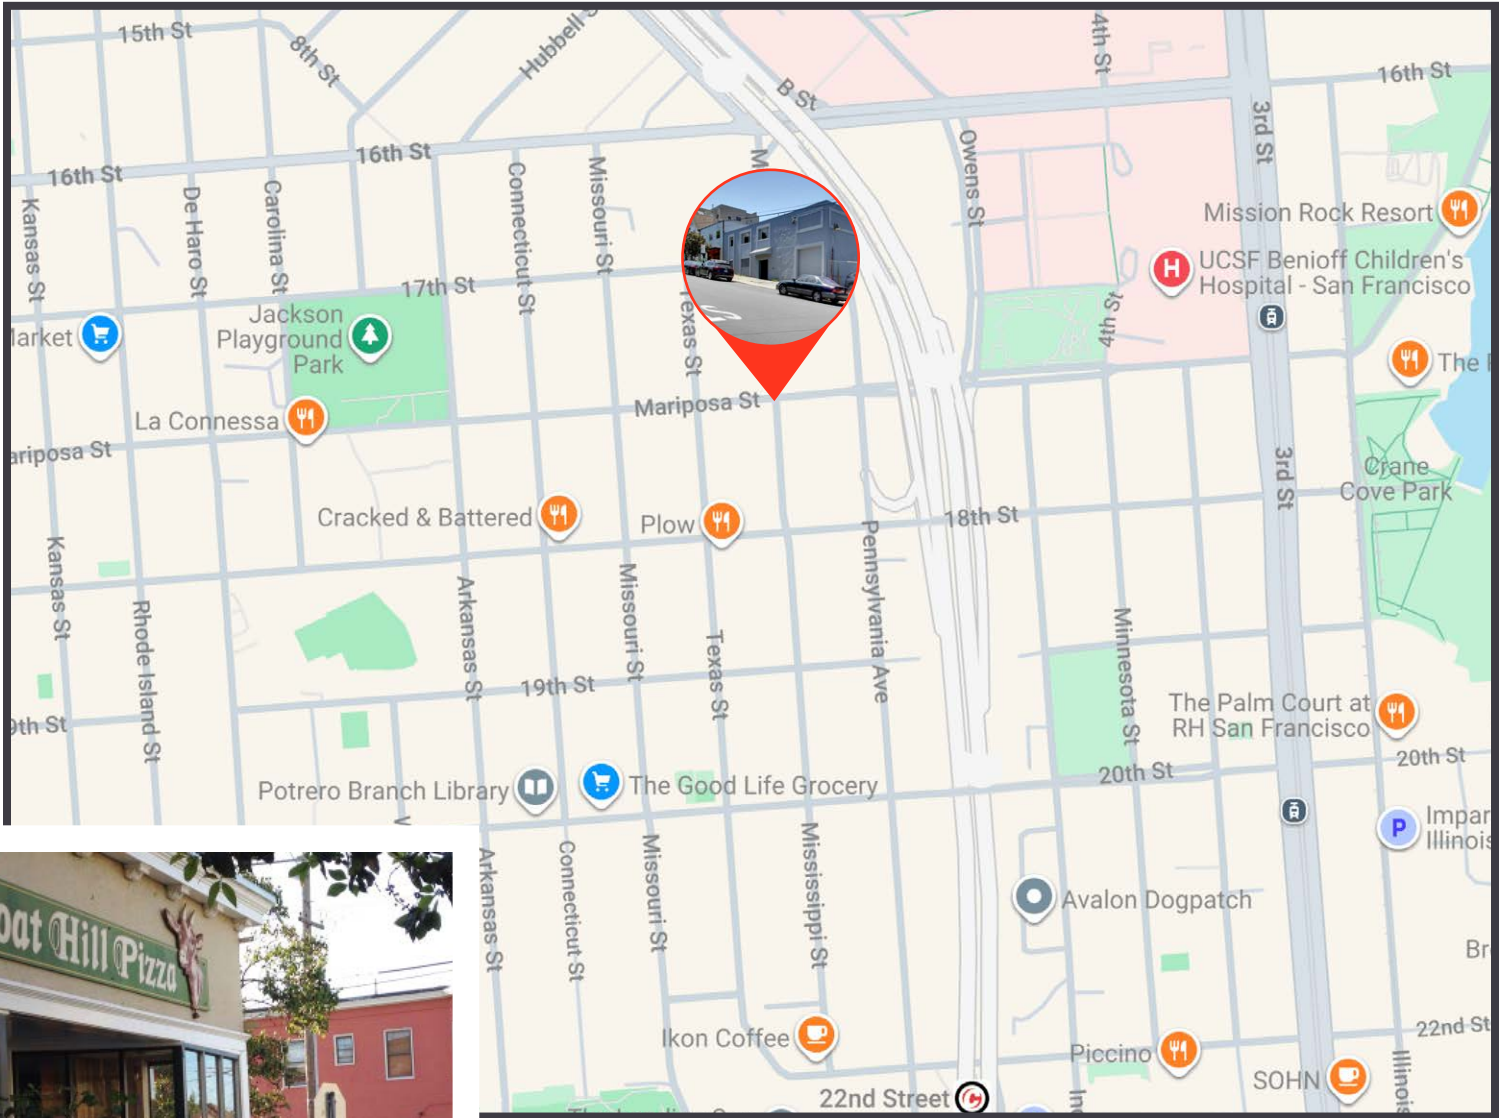 15th St
8th St
Hubbell S
4th St
16th St
B St
3rd St
16th St
16th St
Owens St
M
Kansas St
De Haro St
Carolina St
Connecticut St
Missouri St
Mission Rock Resort
H
UCSF Benioff Children's
Hospital - San Francisco
17th St
Texas St
4th St
Jackson
Playground
Park
Market
The
La Connessa
Mariposa St
ariposa St
3rd St
Crane
Cove Park
Cracked & Battered
Plow
18th St
Kansas St
Rhode Island St
Arkansas St
Missouri St
Texas St
Pennsylvania Ave
Minnesota St
19th St
9th St
The Palm Court at
RH San Francisco
20th St
20th St
Potrero Branch Library
The Good Life Grocery
P
Impar
Illinois
Arkansas St
Connecticut St
Missouri St
Mississippi St
Avalon Dogpatch
oat Hill Pizza
Br
Ikon Coffee
22nd St
Piccino
SOHN
Illinois
22nd Street
In